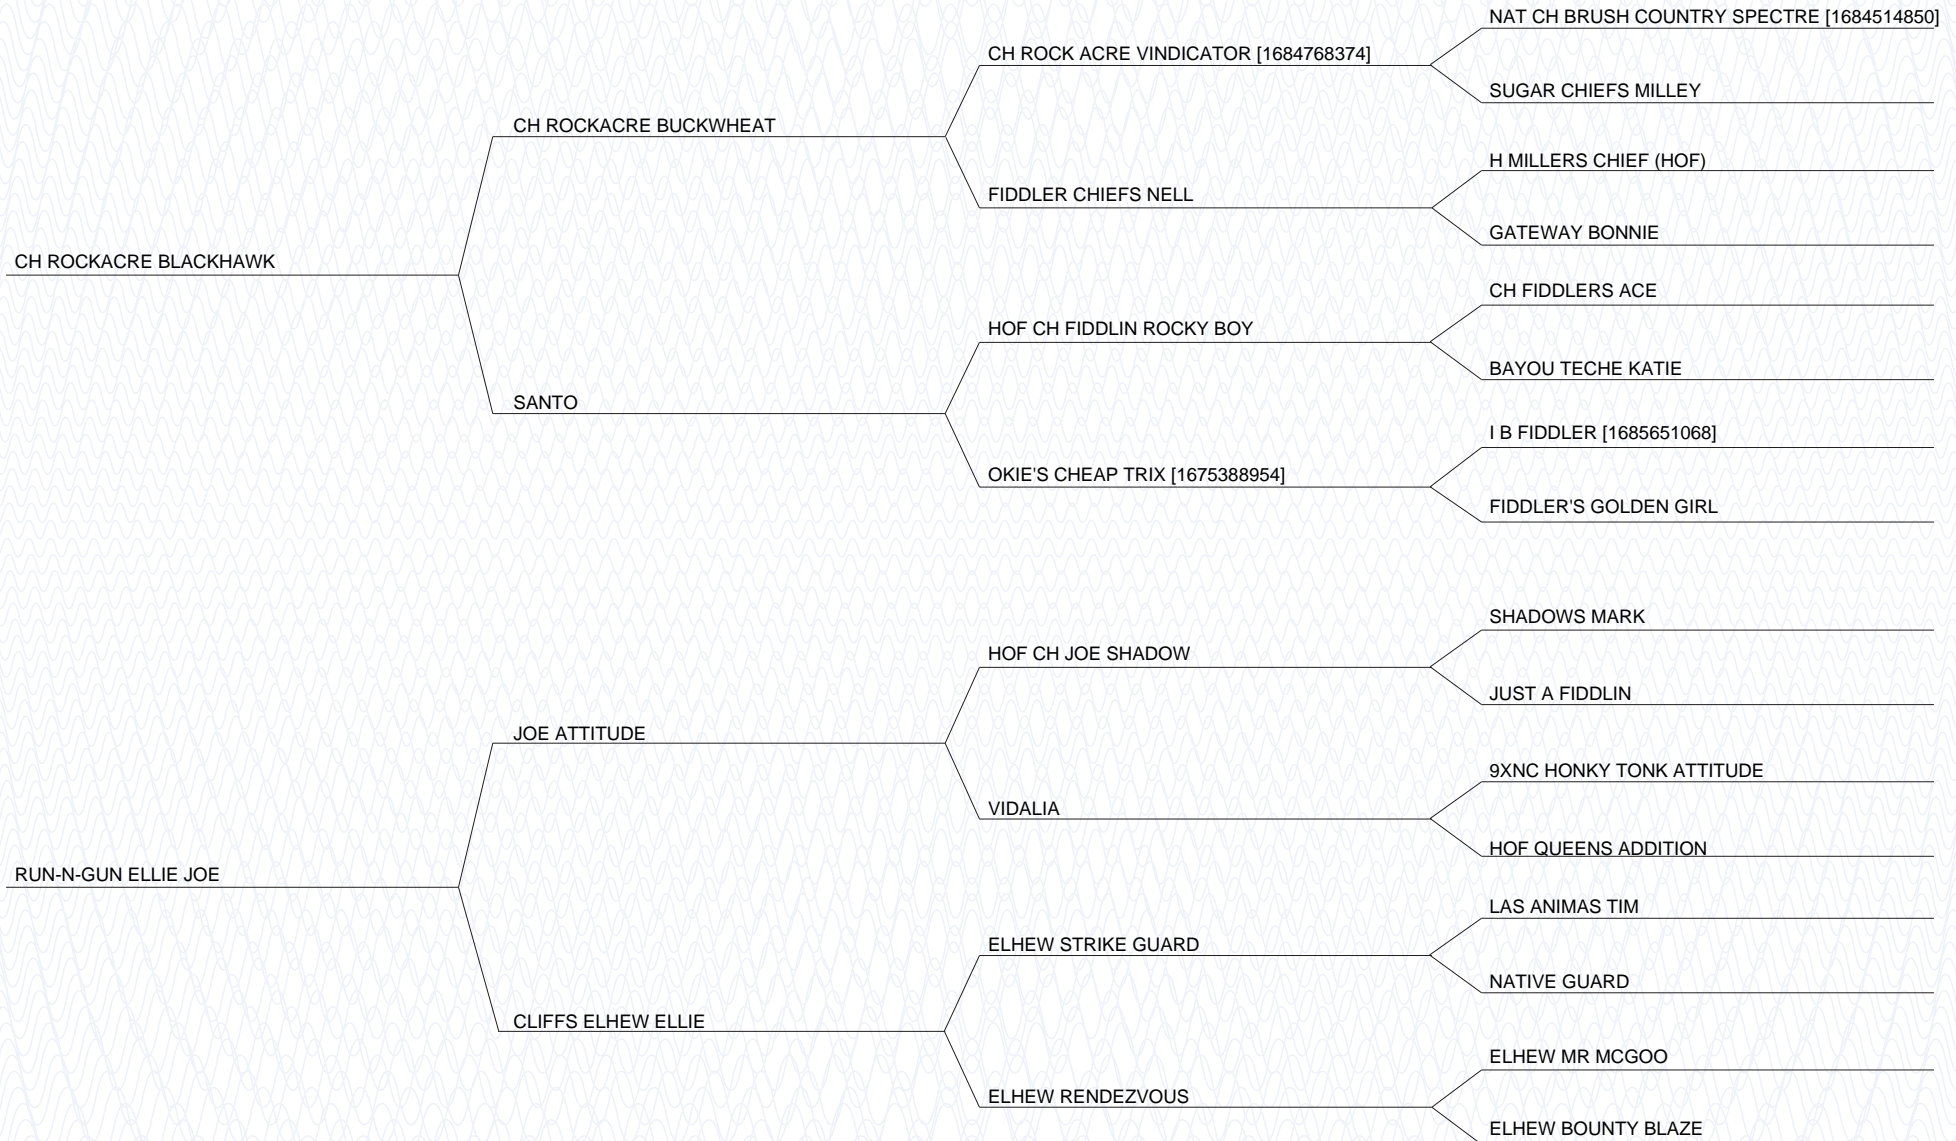 NAT CH BRUSH COUNTRY SPECTRE [1684514850]
CH ROCK ACRE VINDICATOR [1684768374]
SUGAR CHIEFS MILLEY
CH ROCKACRE BUCKWHEAT
H MILLERS CHIEF (HOF)
FIDDLER CHIEFS NELL
GATEWAY BONNIE
CH ROCKACRE BLACKHAWK
CH FIDDLERS ACE
HOF CH FIDDLIN ROCKY BOY
BAYOU TECHE KATIE
SANTO
I B FIDDLER [1685651068]
OKIE'S CHEAP TRIX [1675388954]
FIDDLER'S GOLDEN GIRL
SHADOWS MARK
HOF CH JOE SHADOW
JUST A FIDDLIN
JOE ATTITUDE
9XNC HONKY TONK ATTITUDE
VIDALIA
HOF QUEENS ADDITION
RUN-N-GUN ELLIE JOE
LAS ANIMAS TIM
ELHEW STRIKE GUARD
NATIVE GUARD
CLIFFS ELHEW ELLIE
ELHEW MR MCGOO
ELHEW RENDEZVOUS
ELHEW BOUNTY BLAZE